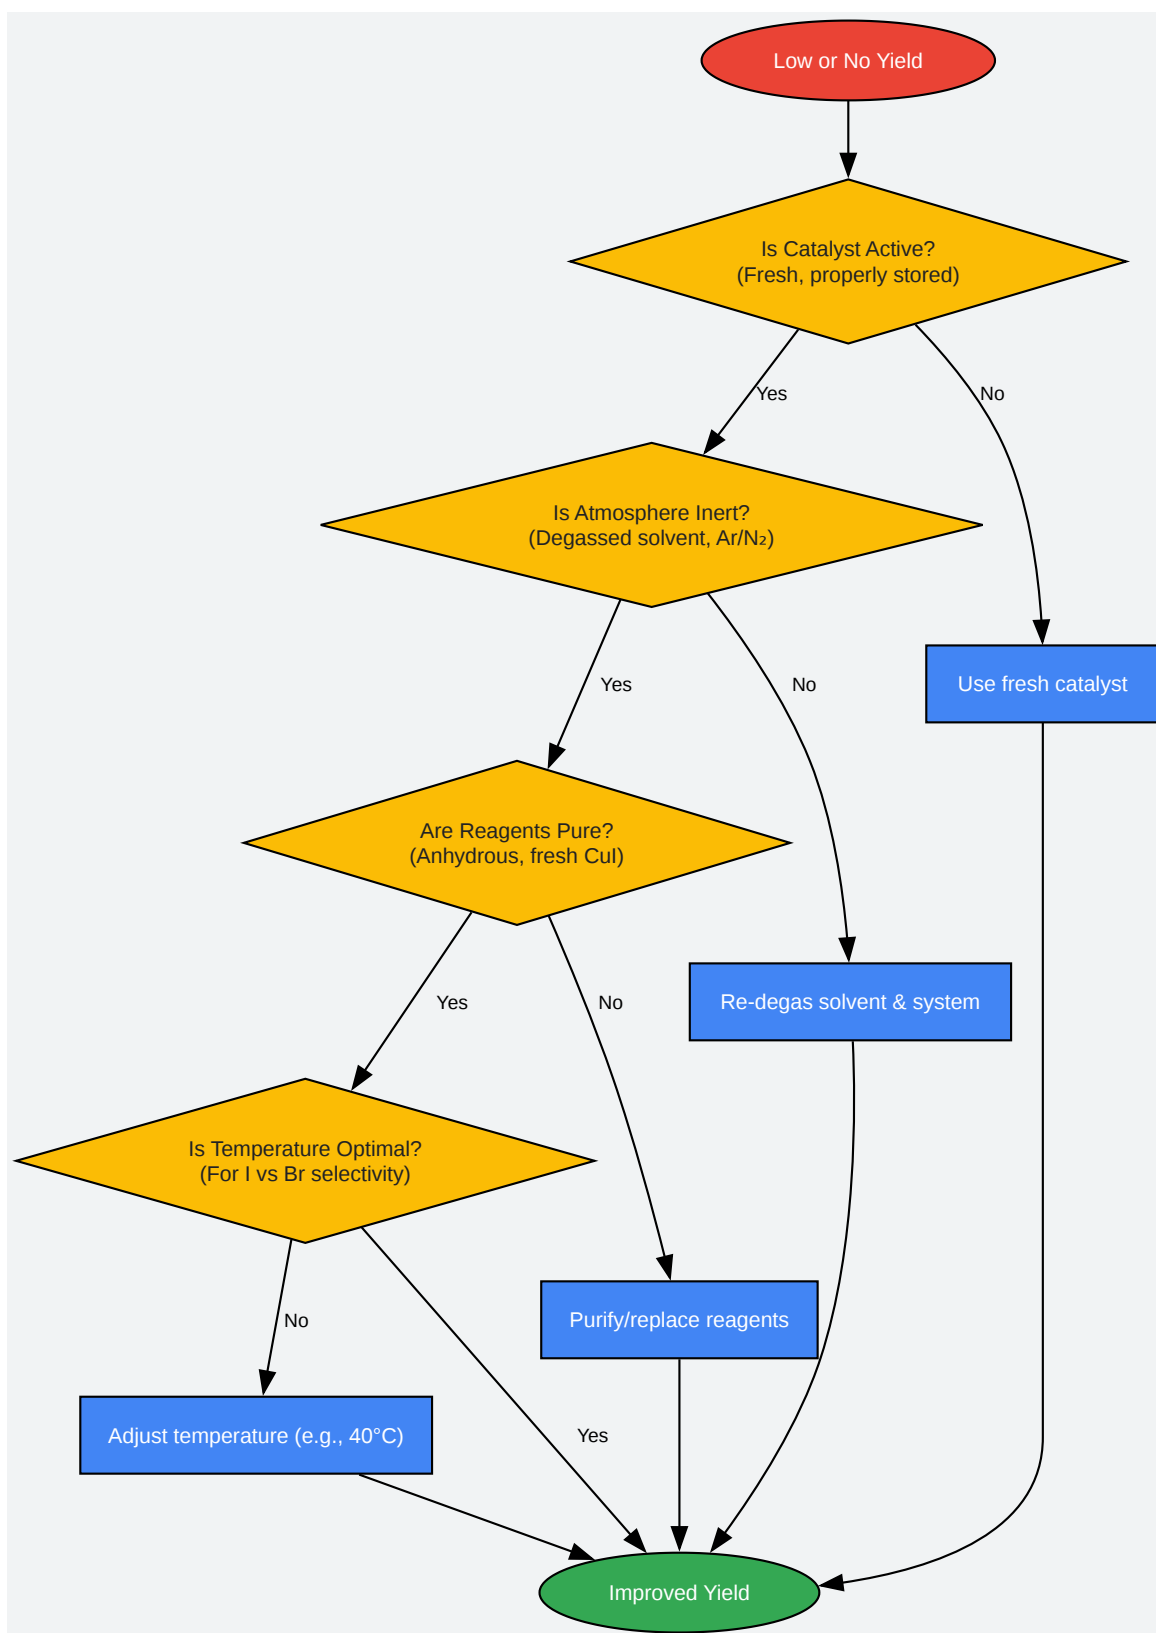 Low or No Yield
Is Catalyst Active?
(Fresh, properly stored)
Yes
No
Is Atmosphere Inert?
(Degassed solvent, Ar/N₂)
Yes
No
Use fresh catalyst
Are Reagents Pure?
(Anhydrous, fresh CuI)
Yes
No
Re-degas solvent & system
Is Temperature Optimal?
(For I vs Br selectivity)
No
Purify/replace reagents
Adjust temperature (e.g., 40°C)
Yes
Improved Yield